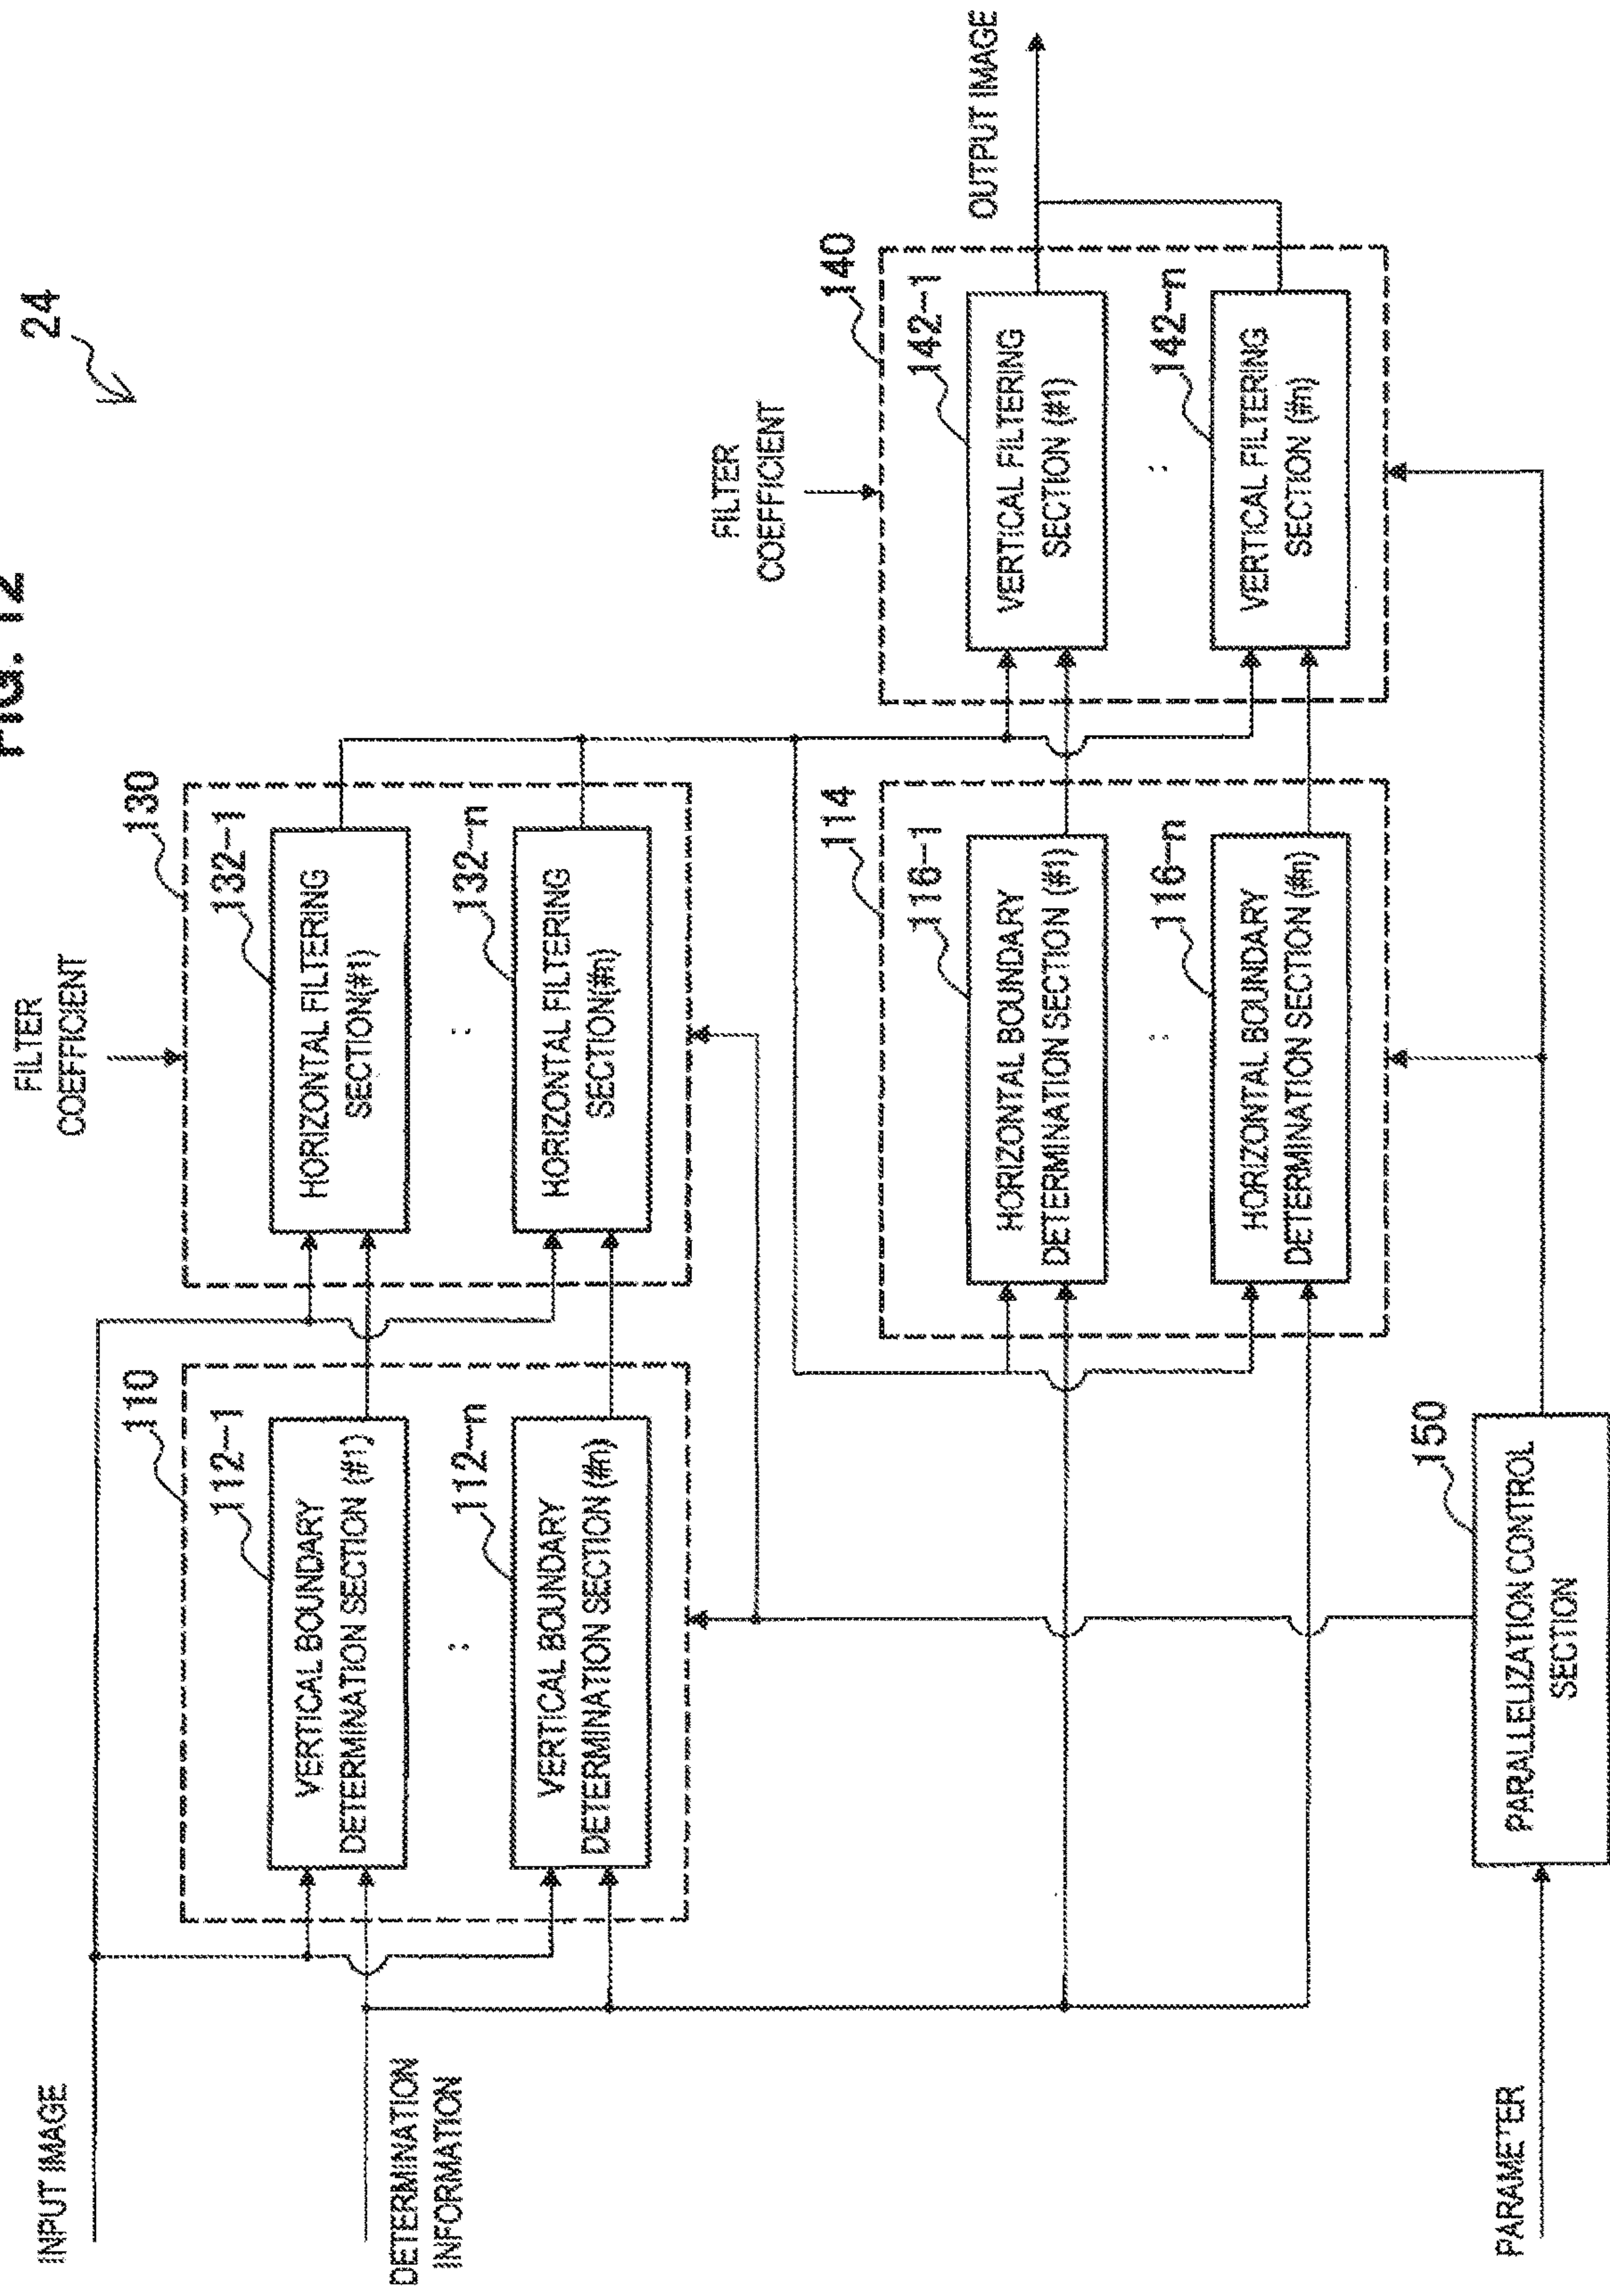 FIG. 12
24
INPUT IMAGE
DETERMINATION
INFORMATION
PARAMETER
110
112-1
VERTICAL BOUNDARY
DETERMINATION SECTION (#1)
:
112-n
VERTICAL BOUNDARY
DETERMINATION SECTION (#n)
FILTER
COEFFICIENT
130
132-1
HORIZONTAL FILTERING
SECTION(#1)
:
132-n
HORIZONTAL FILTERING
SECTION(#n)
114
116-1
HORIZONTAL BOUNDARY
DETERMINATION SECTION (#1)
:
116-n
HORIZONTAL BOUNDARY
DETERMINATION SECTION (#n)
FILTER
COEFFICIENT
140
142-1
VERTICAL FILTERING
SECTION (#1)
:
142-n
VERTICAL FILTERING
SECTION (#n)
OUTPUT IMAGE
150
PARALLELIZATION CONTROL
SECTION